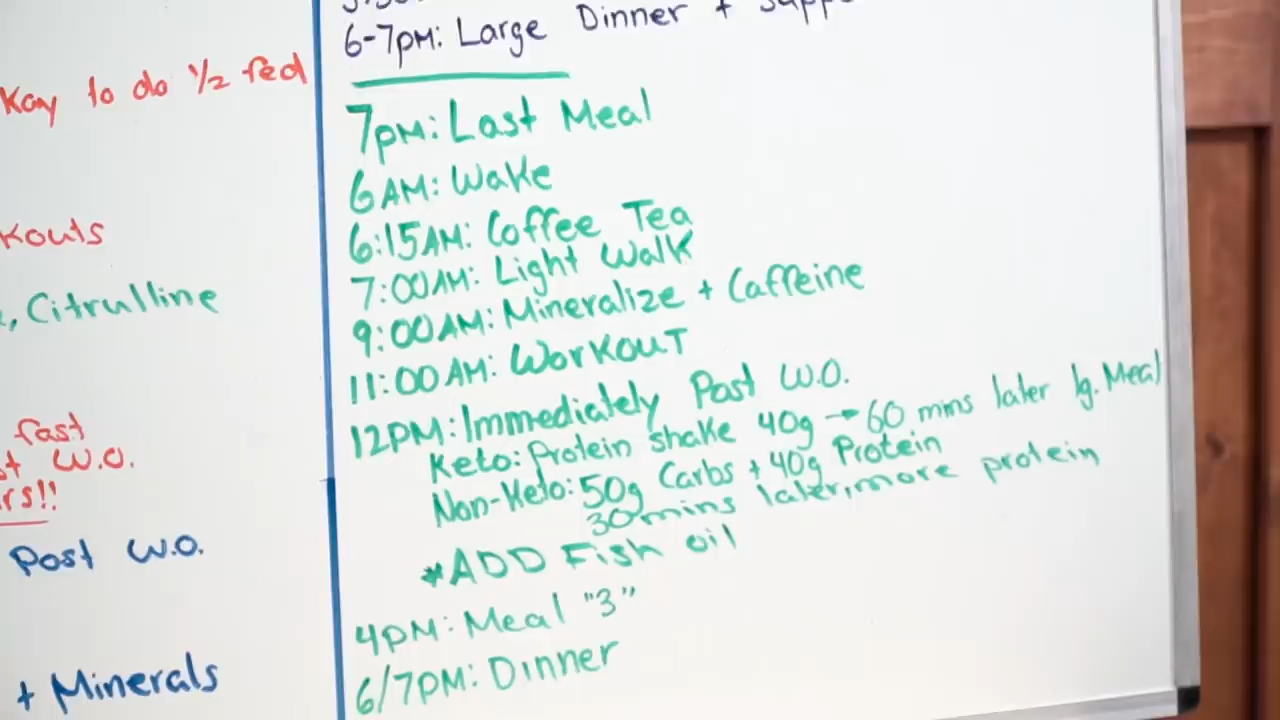 Kay to do 1/2 fed
kouts
, Citrulline
fast
W.O.
rs!!
Post W.O.
+ Minerals
6-7PM: Large Dinner +
7PM: Last Meal
6AM: Wake
6:15AM: Coffee Tea
7:00AM: Light Walk
9:00AM: Mineralize + Caffeine
11:00AM: Workout
12PM: Immediately Post W.O.
Keto: Protein shake 40g → 60 mins later lg. Meal
Non-Keto: 50g Carbs + 40g Protein
30 mins later, more protein
*ADD Fish oil
4PM: Meal "3"
6/7PM: Dinner